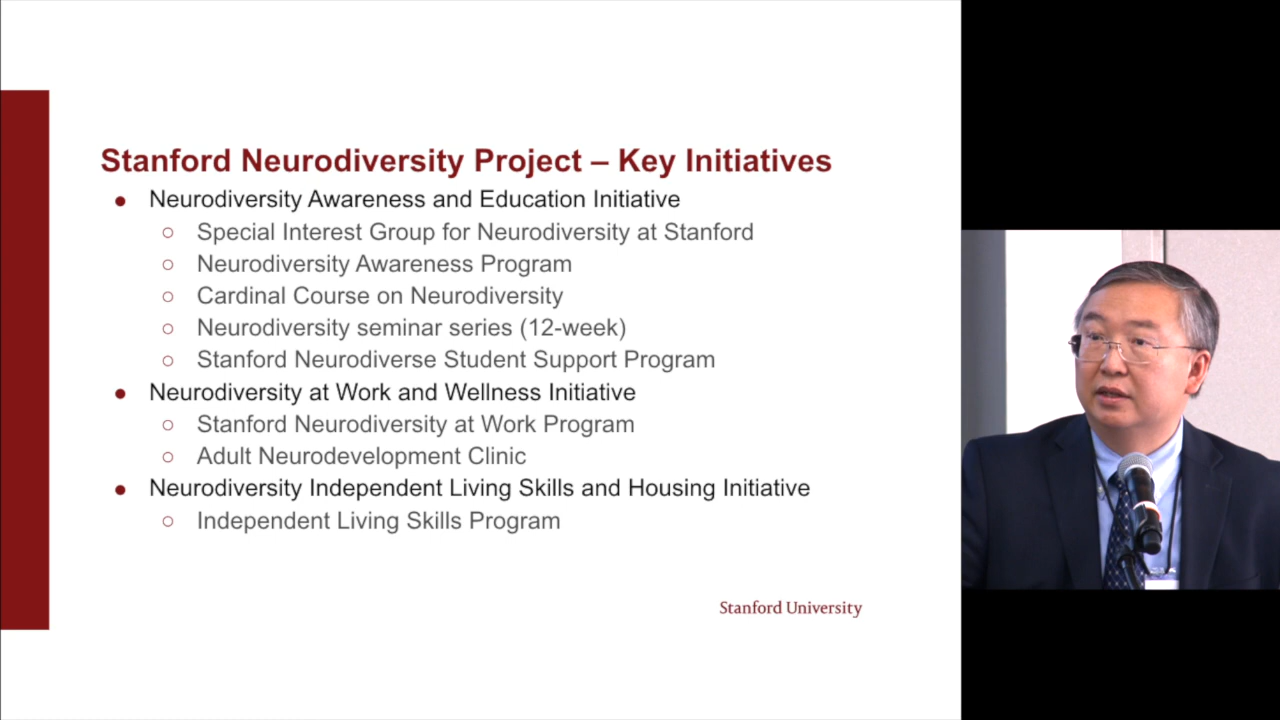 Stanford Neurodiversity Project – Key Initiatives
● Neurodiversity Awareness and Education Initiative
○ Special Interest Group for Neurodiversity at Stanford
○ Neurodiversity Awareness Program
○ Cardinal Course on Neurodiversity
○ Neurodiversity seminar series (12-week)
○ Stanford Neurodiverse Student Support Program
● Neurodiversity at Work and Wellness Initiative
○ Stanford Neurodiversity at Work Program
○ Adult Neurodevelopment Clinic
● Neurodiversity Independent Living Skills and Housing Initiative
○ Independent Living Skills Program
Stanford University